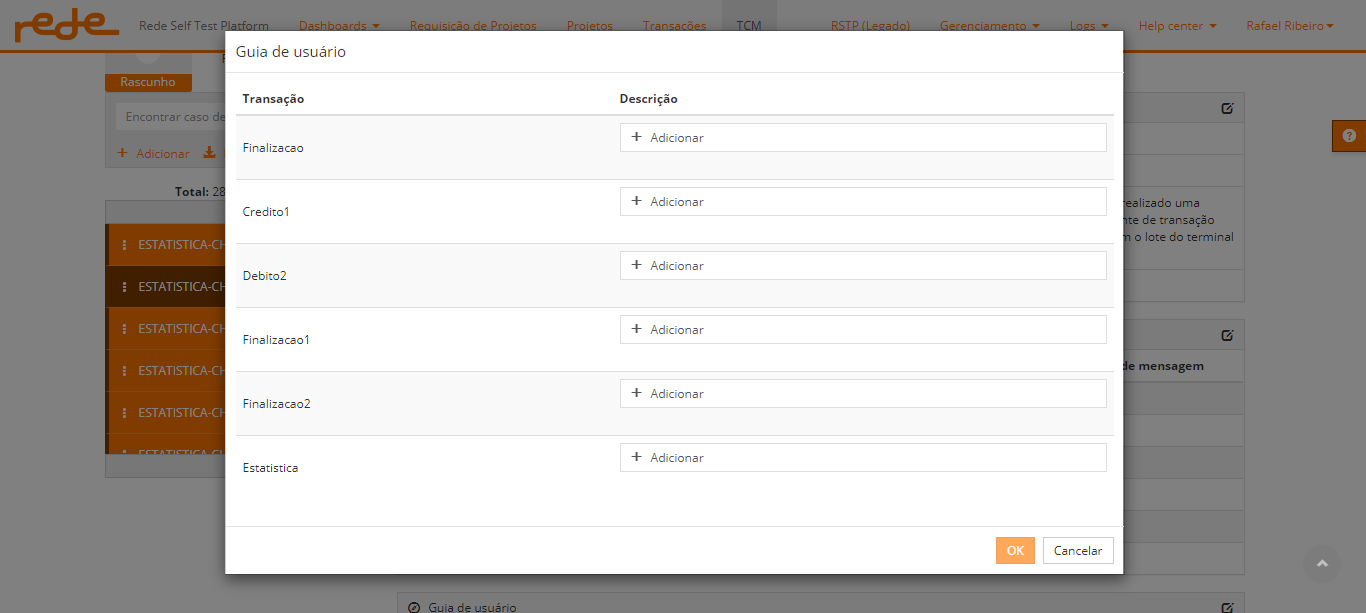 rede Rede Self Test Platform Dashboards Requisição de Projetos Projetos Transações TCM RSTP (Legado) Gerenciamento Logs Help center Rafael Ribeiro
Guia de usuário
Rascunho
Transação Descrição
Encontrar caso de
Finalizacao + Adicionar
+ Adicionar
Total: 28
Credito1 + Adicionar
realizado uma
nte de transação
m o lote do terminal
ESTATISTICA-CH
Debito2 + Adicionar
ESTATISTICA-CH
ESTATISTICA-CH
Finalizacao1 + Adicionar
de mensagem
ESTATISTICA-CH
Finalizacao2 + Adicionar
ESTATISTICA-CH
ESTATISTICA-CH
Estatistica + Adicionar
OK Cancelar
Guia de usuário